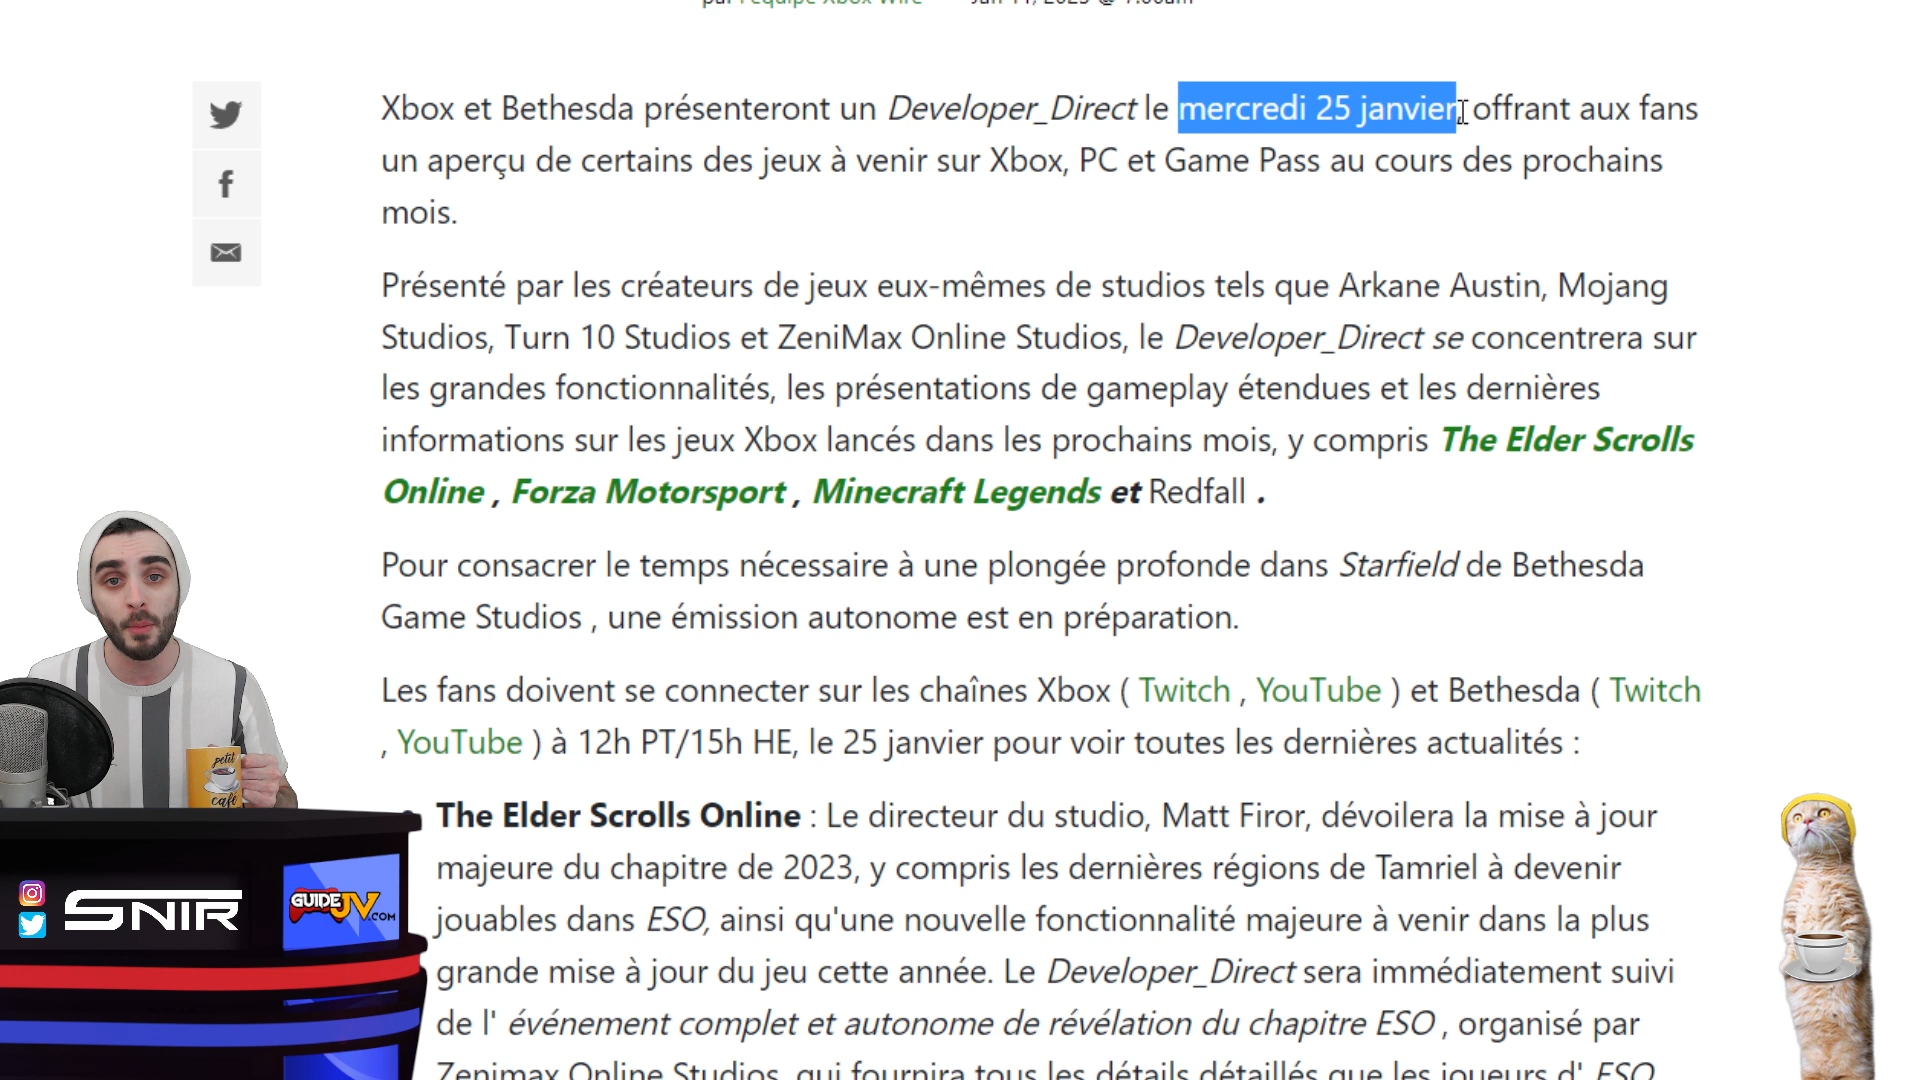 par l'équipe Xbox Wire Jan 11, 2023 @ 7:00am
Xbox et Bethesda présenteront un Developer_Direct le mercredi 25 janvier, offrant aux fans
un aperçu de certains des jeux à venir sur Xbox, PC et Game Pass au cours des prochains
mois.
Présenté par les créateurs de jeux eux-mêmes de studios tels que Arkane Austin, Mojang
Studios, Turn 10 Studios et ZeniMax Online Studios, le Developer_Direct se concentrera sur
les grandes fonctionnalités, les présentations de gameplay étendues et les dernières
informations sur les jeux Xbox lancés dans les prochains mois, y compris The Elder Scrolls
Online , Forza Motorsport , Minecraft Legends et Redfall .
Pour consacrer le temps nécessaire à une plongée profonde dans Starfield de Bethesda
Game Studios , une émission autonome est en préparation.
Les fans doivent se connecter sur les chaînes Xbox ( Twitch , YouTube ) et Bethesda ( Twitch
, YouTube ) à 12h PT/15h HE, le 25 janvier pour voir toutes les dernières actualités :
The Elder Scrolls Online : Le directeur du studio, Matt Firor, dévoilera la mise à jour
majeure du chapitre de 2023, y compris les dernières régions de Tamriel à devenir
jouables dans ESO, ainsi qu'une nouvelle fonctionnalité majeure à venir dans la plus
grande mise à jour du jeu cette année. Le Developer_Direct sera immédiatement suivi
de l' événement complet et autonome de révélation du chapitre ESO , organisé par
Zenimax Online Studios, qui fournira tous les détails détaillés que les joueurs d' ESO
petit
café
SNIR
GUIDEJV.COM